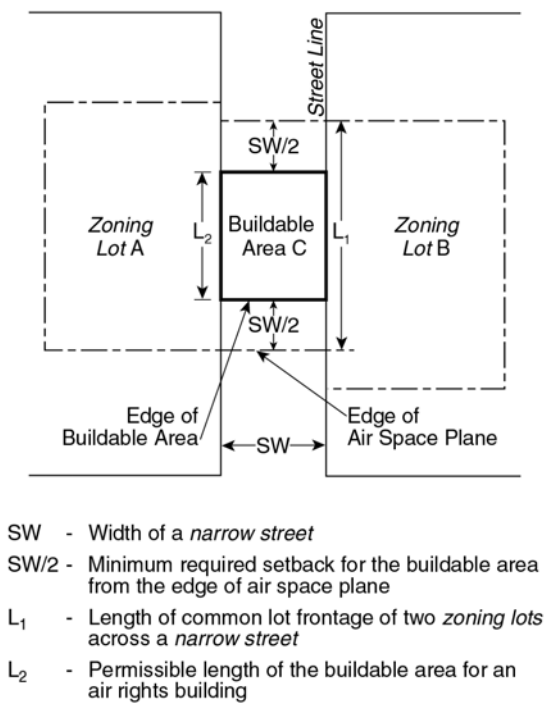 Street Line
SW/2
Zoning
Lot A
L2
Buildable
Area C
L1
Zoning
Lot B
SW/2
Edge of
Buildable Area
Edge of
Air Space Plane
SW
SW - Width of a narrow street
SW/2 - Minimum required setback for the buildable area
from the edge of air space plane
L1 - Length of common lot frontage of two zoning lots
across a narrow street
L2 - Permissible length of the buildable area for an
air rights building